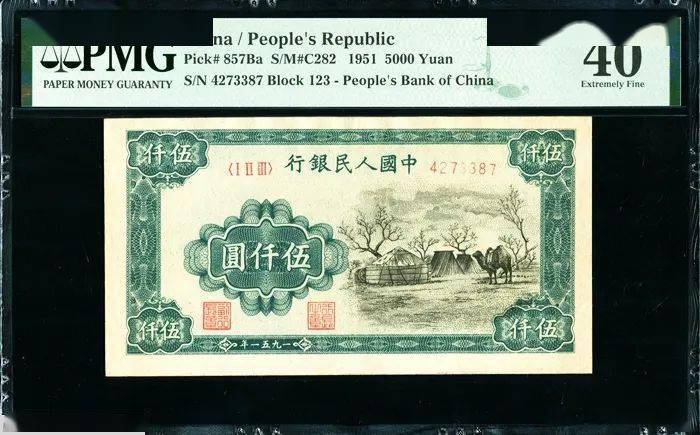 na / People's Republic
PMG
PAPER MONEY GUARANTY
Pick# 857Ba S/M#C282 1951 5000 Yuan
S/N 4273387 Block 123 - People's Bank of China
40
Extremely Fine
伍仟
伍仟
〈I II III〉
中國人民銀行
4273387
伍仟圓
伍仟
伍仟
一九五一年